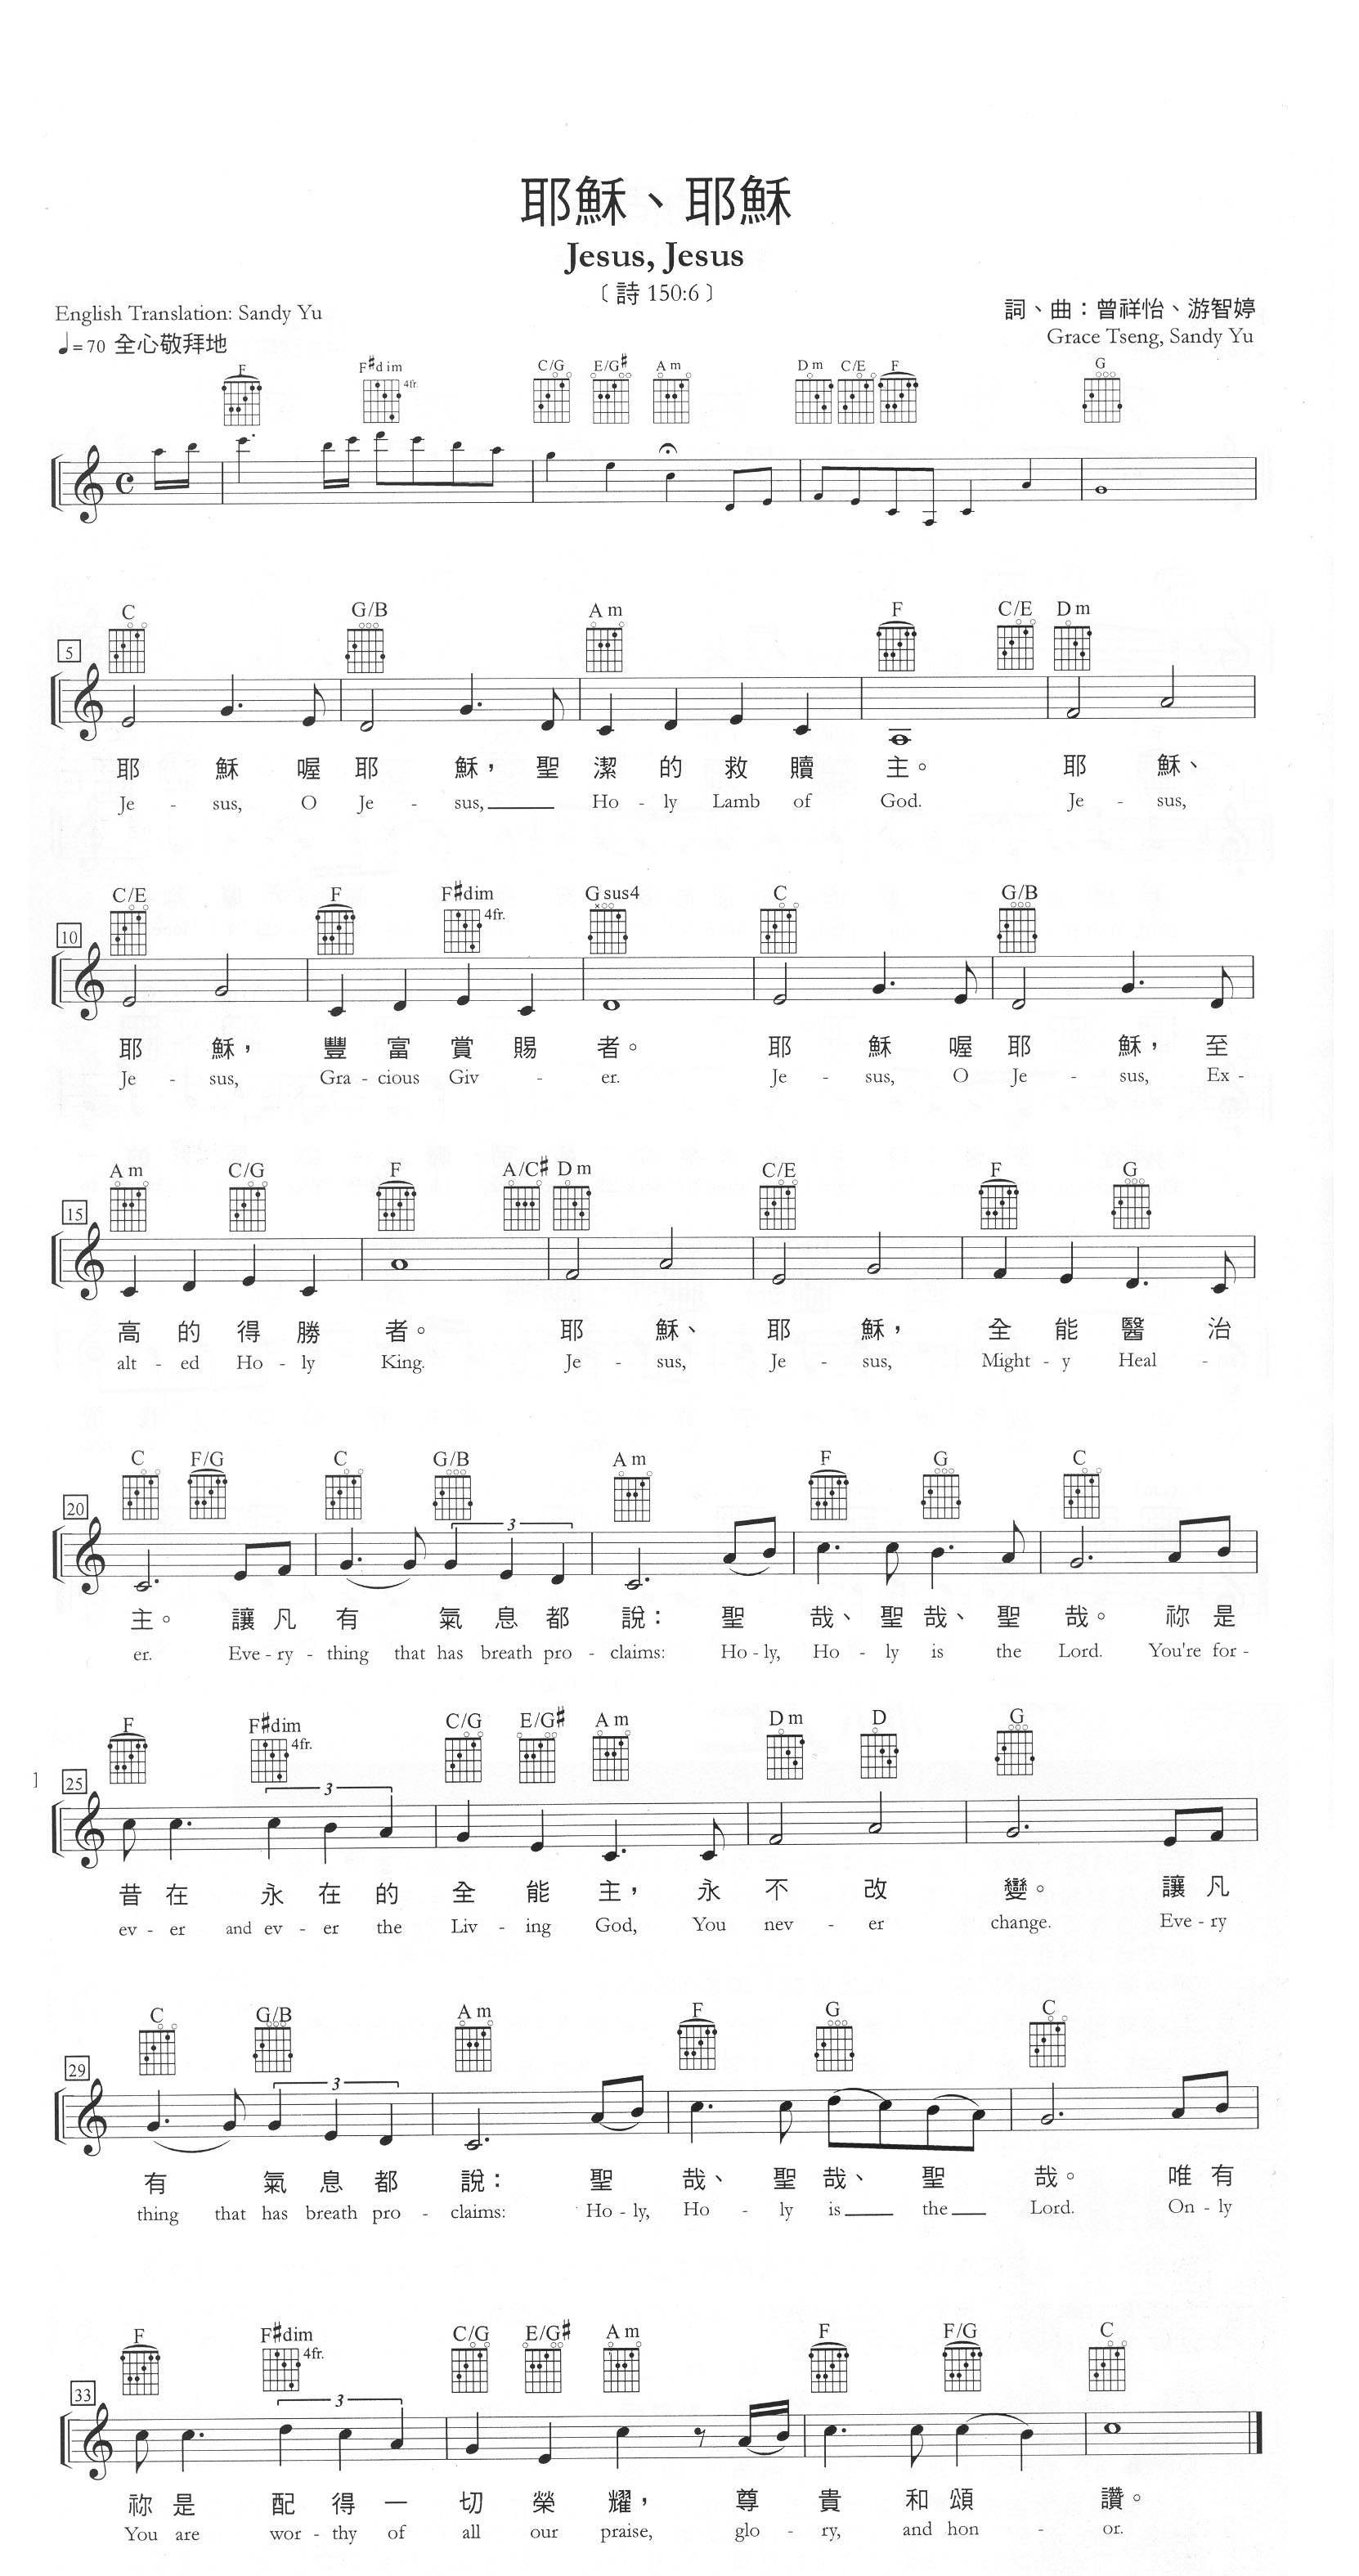 耶穌、耶穌
Jesus, Jesus
〔詩 150:6〕
English Translation: Sandy Yu
詞、曲：曾祥怡、游智婷
♩=70 全心敬拜地
Grace Tseng, Sandy Yu
F F#dim 4fr. C/G E/G# Am Dm C/E F G
C G/B Am F C/E Dm
5
耶 穌 喔 耶 穌， 聖 潔 的 救 贖 主。 耶 穌、
Je - sus, O Je - sus, Ho - ly Lamb of God. Je - sus,
C/E F F#dim 4fr. Gsus4 C G/B
10
耶 穌， 豐 富 賞 賜 者。 耶 穌 喔 耶 穌， 至
Je - sus, Gra - cious Giv - er. Je - sus, O Je - sus, Ex -
Am C/G F A/C# Dm C/E F G
15
高 的 得 勝 者。 耶 穌、 耶 穌， 全 能 醫 治
alt - ed Ho - ly King. Je - sus, Je - sus, Might - y Heal -
C F/G C G/B Am F G C
20 3
主。 讓 凡 有 氣 息 都 說： 聖 哉、 聖 哉、 聖 哉。 祢 是
er. Eve - ry - thing that has breath pro - claims: Ho - ly, Ho - ly is the Lord. You're for -
F F#dim 4fr. C/G E/G# Am Dm D G
25 3
昔 在 永 在 的 全 能 主， 永 不 改 變。 讓 凡
ev - er and ev - er the Liv - ing God, You nev - er change. Eve - ry
C G/B Am F G C
29 3
有 氣 息 都 說： 聖 哉、 聖 哉、 聖 哉。 唯 有
thing that has breath pro - claims: Ho - ly, Ho - ly is the Lord. On - ly
F F#dim 4fr. C/G E/G# Am F F/G C
33 3
祢 是 配 得 一 切 榮 耀， 尊 貴 和 頌 讚。
You are wor - thy of all our praise, glo - ry, and hon - or.